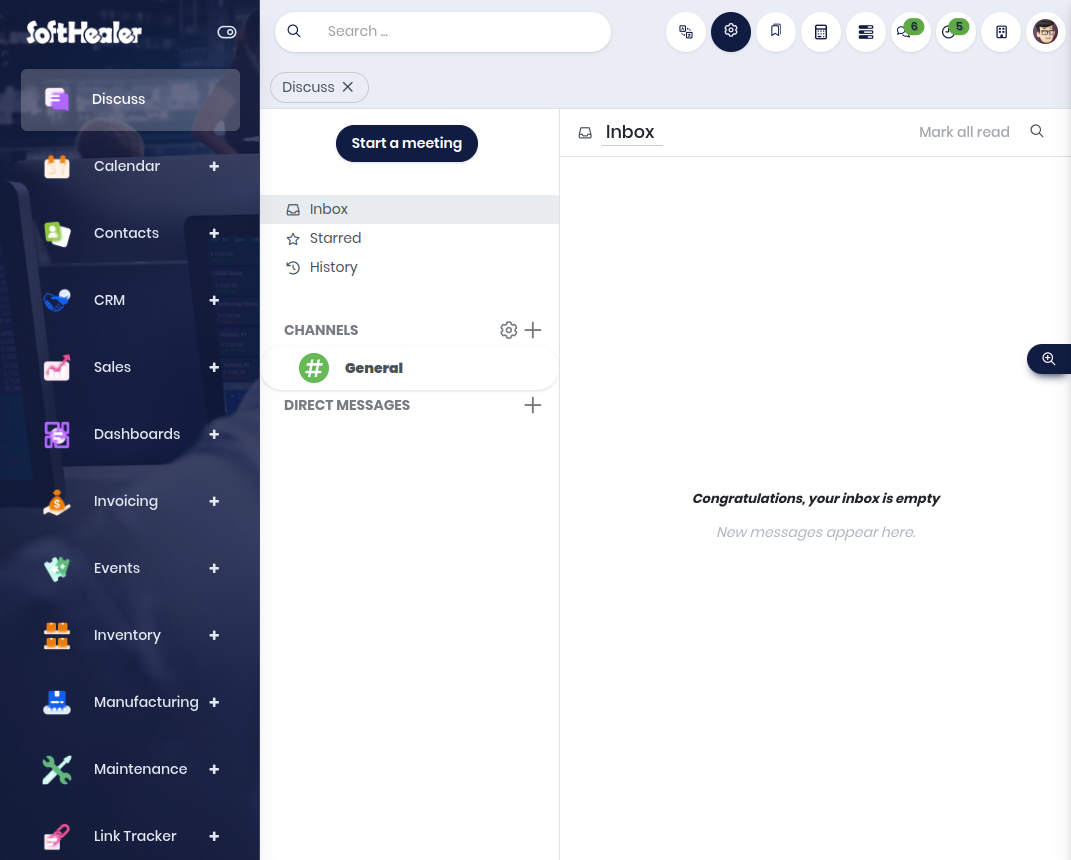 SoftHealer
Search ...
6
5
Discuss
Discuss
Calendar
Contacts
CRM
Sales
Dashboards
Invoicing
Events
Inventory
Manufacturing
Maintenance
Link Tracker
Start a meeting
Inbox
Starred
History
CHANNELS
General
DIRECT MESSAGES
Inbox
Mark all read
Congratulations, your inbox is empty
New messages appear here.